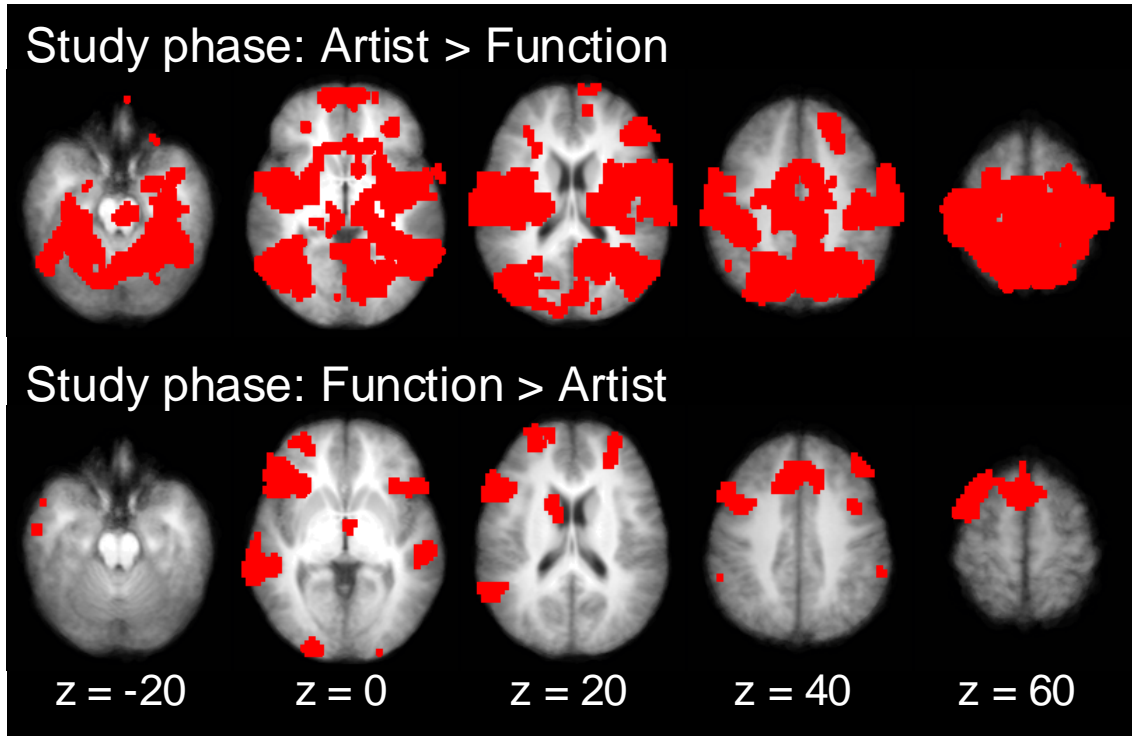 Study phase: Artist > Function
Study phase: Function > Artist
z = -20 z = 0 z = 20 z = 40 z = 60